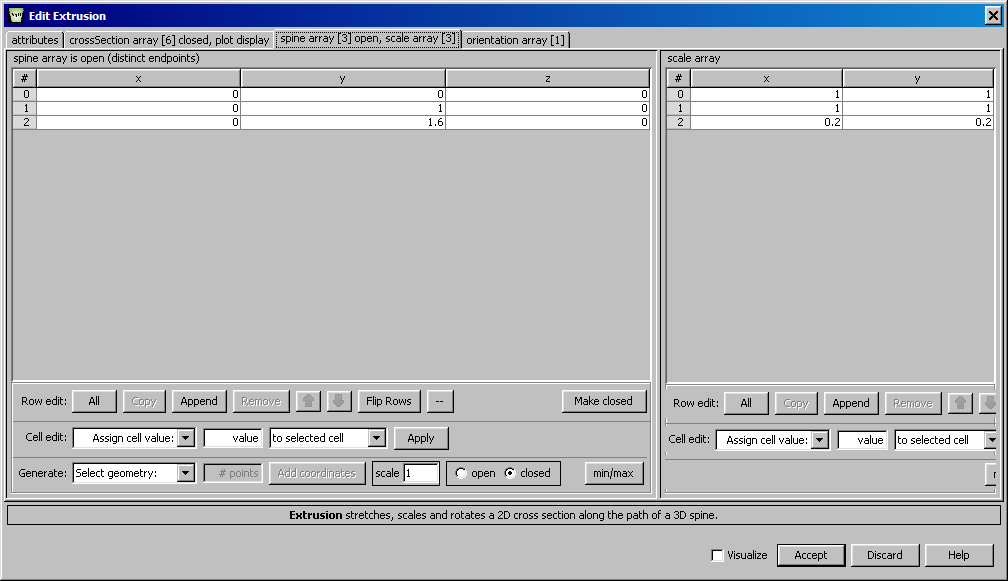 Edit Extrusion
attributes crossSection array [6] closed, plot display spine array [3] open, scale array [3] orientation array [1]
spine array is open (distinct endpoints) scale array
# x y z # x y
0 0 0 0 0 1 1
1 0 1 0 1 1 1
2 0 1.6 0 2 0.2 0.2
Row edit: All Copy Append Remove Flip Rows -- Make closed Row edit: All Copy Append Remove
Cell edit: Assign cell value: value to selected cell Apply Cell edit: Assign cell value: value to selected cell
Generate: Select geometry: # points Add coordinates scale 1 open closed min/max
Extrusion stretches, scales and rotates a 2D cross section along the path of a 3D spine.
Visualize Accept Discard Help